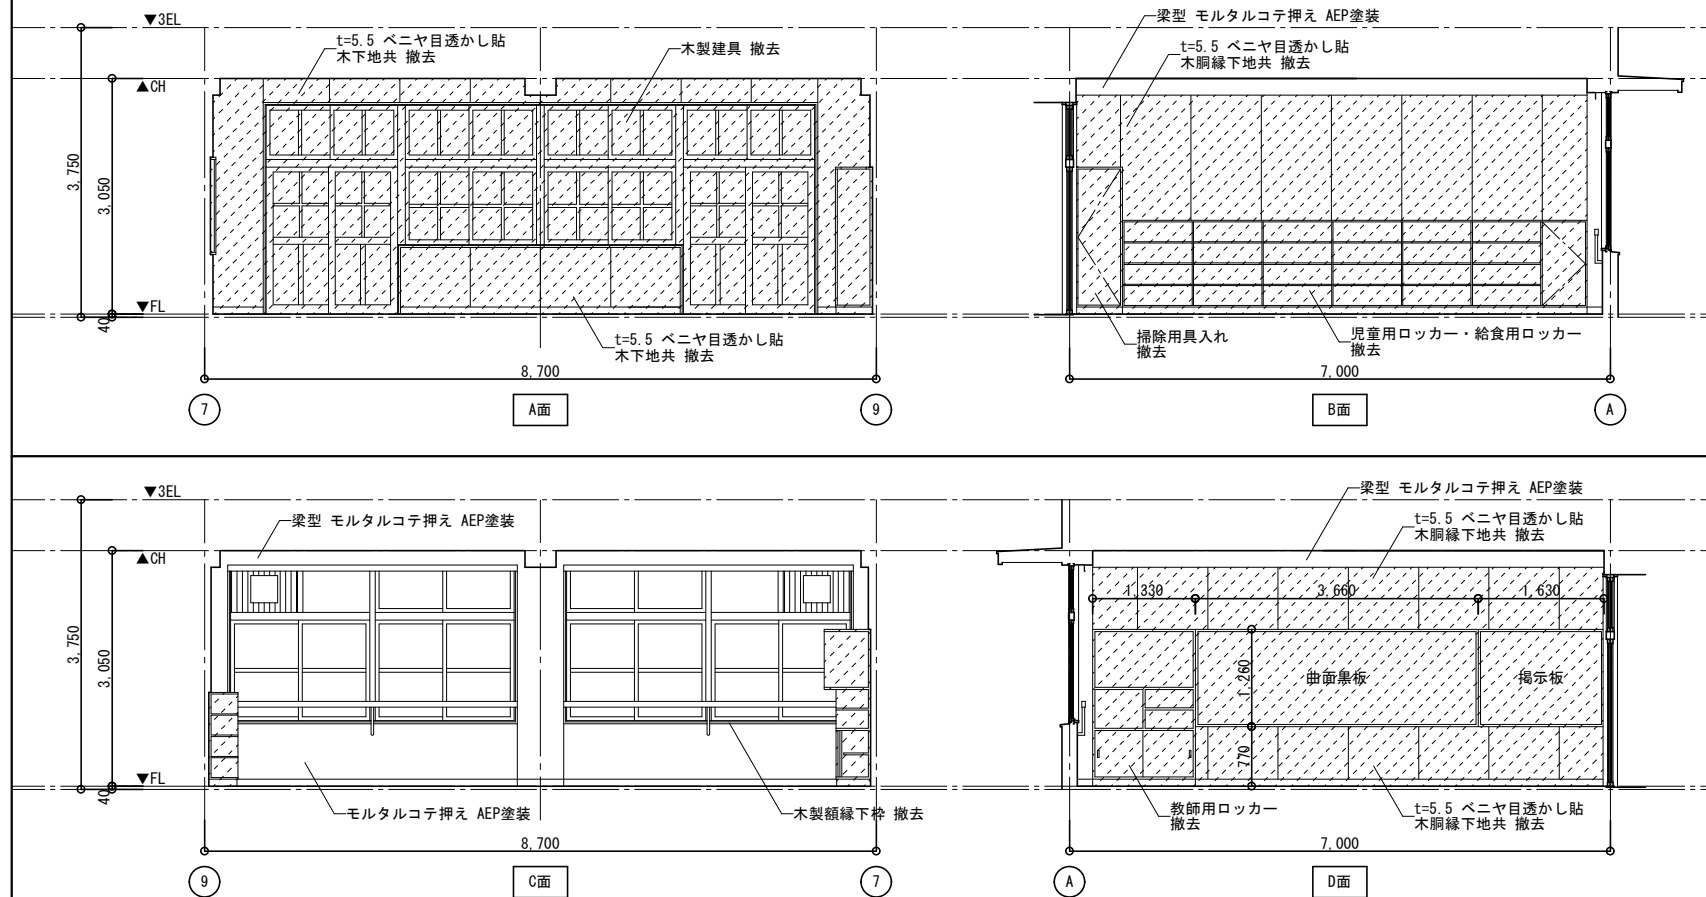 ▼3EL
t=5.5 ベニヤ目透かし貼
木下地共 撤去
木製建具 撤去
▲CH
3,750
3,050
▼FL
40
t=5.5 ベニヤ目透かし貼
木下地共 撤去
8,700
7
A面
9
梁型 モルタルコテ押え AEP塗装
t=5.5 ベニヤ目透かし貼
木胴縁下地共 撤去
掃除用具入れ
撤去
児童用ロッカー・給食用ロッカー
撤去
7,000
B面
A
▼3EL
梁型 モルタルコテ押え AEP塗装
▲CH
3,750
3,050
▼FL
40
モルタルコテ押え AEP塗装
木製額縁下枠 撤去
8,700
9
C面
7
梁型 モルタルコテ押え AEP塗装
t=5.5 ベニヤ目透かし貼
木胴縁下地共 撤去
1,330
3,660
1,630
1,260
曲面黒板
掲示板
770
教師用ロッカー
撤去
t=5.5 ベニヤ目透かし貼
木胴縁下地共 撤去
7,000
A
D面